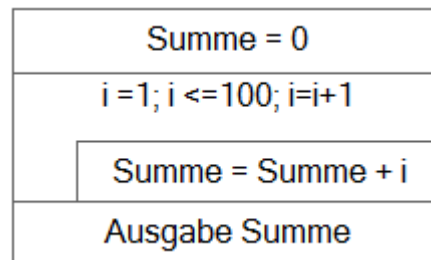 Summe = 0
i =1; i <=100; i=i+1
Summe = Summe + i
Ausgabe Summe